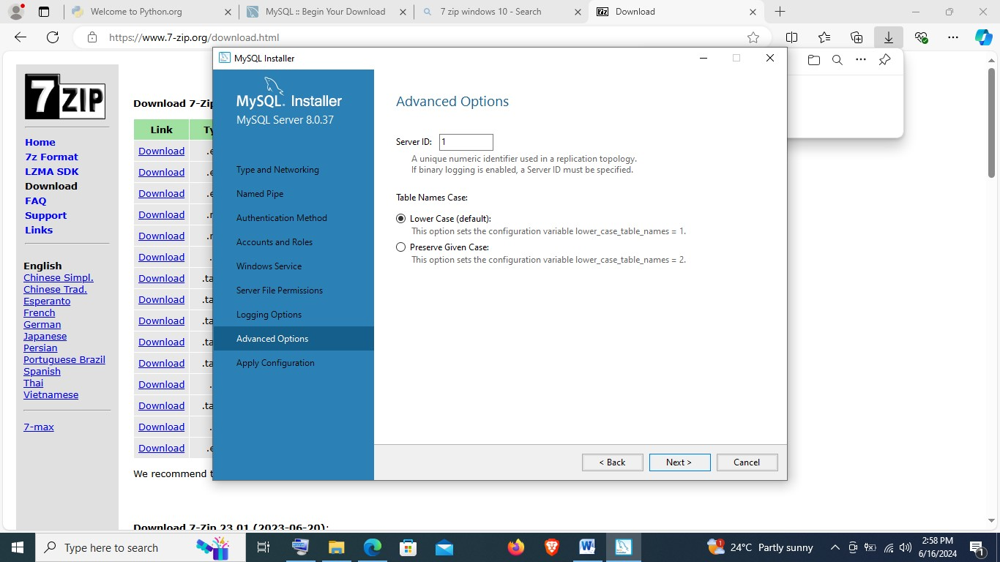 Welcome to Python.org
MySQL :: Begin Your Download
7 zip windows 10 - Search
7z Download
https://www.7-zip.org/download.html
7 ZIP
Home
7z Format
LZMA SDK
Download
FAQ
Support
Links
English
Chinese Simpl.
Chinese Trad.
Esperanto
French
German
Japanese
Persian
Portuguese Brazil
Spanish
Thai
Vietnamese
7-max
Download 7-Zip
Link Ty
Download .e
Download .e
Download .e
Download .m
Download .m
Download .
Download .ta
Download .ta
Download .ta
Download .ta
Download .ta
Download .
Download .ta
Download .
Download .e
We recommend t
Download 7-Zip 23.01 (2023-06-20):
MySQL Installer
MySQL. Installer
MySQL Server 8.0.37
Type and Networking
Named Pipe
Authentication Method
Accounts and Roles
Windows Service
Server File Permissions
Logging Options
Advanced Options
Apply Configuration
Advanced Options
Server ID: 1
A unique numeric identifier used in a replication topology.
If binary logging is enabled, a Server ID must be specified.
Table Names Case:
Lower Case (default):
This option sets the configuration variable lower_case_table_names = 1.
Preserve Given Case:
This option sets the configuration variable lower_case_table_names = 2.
< Back Next > Cancel
Type here to search
24°C Partly sunny
2:58 PM
6/16/2024
1